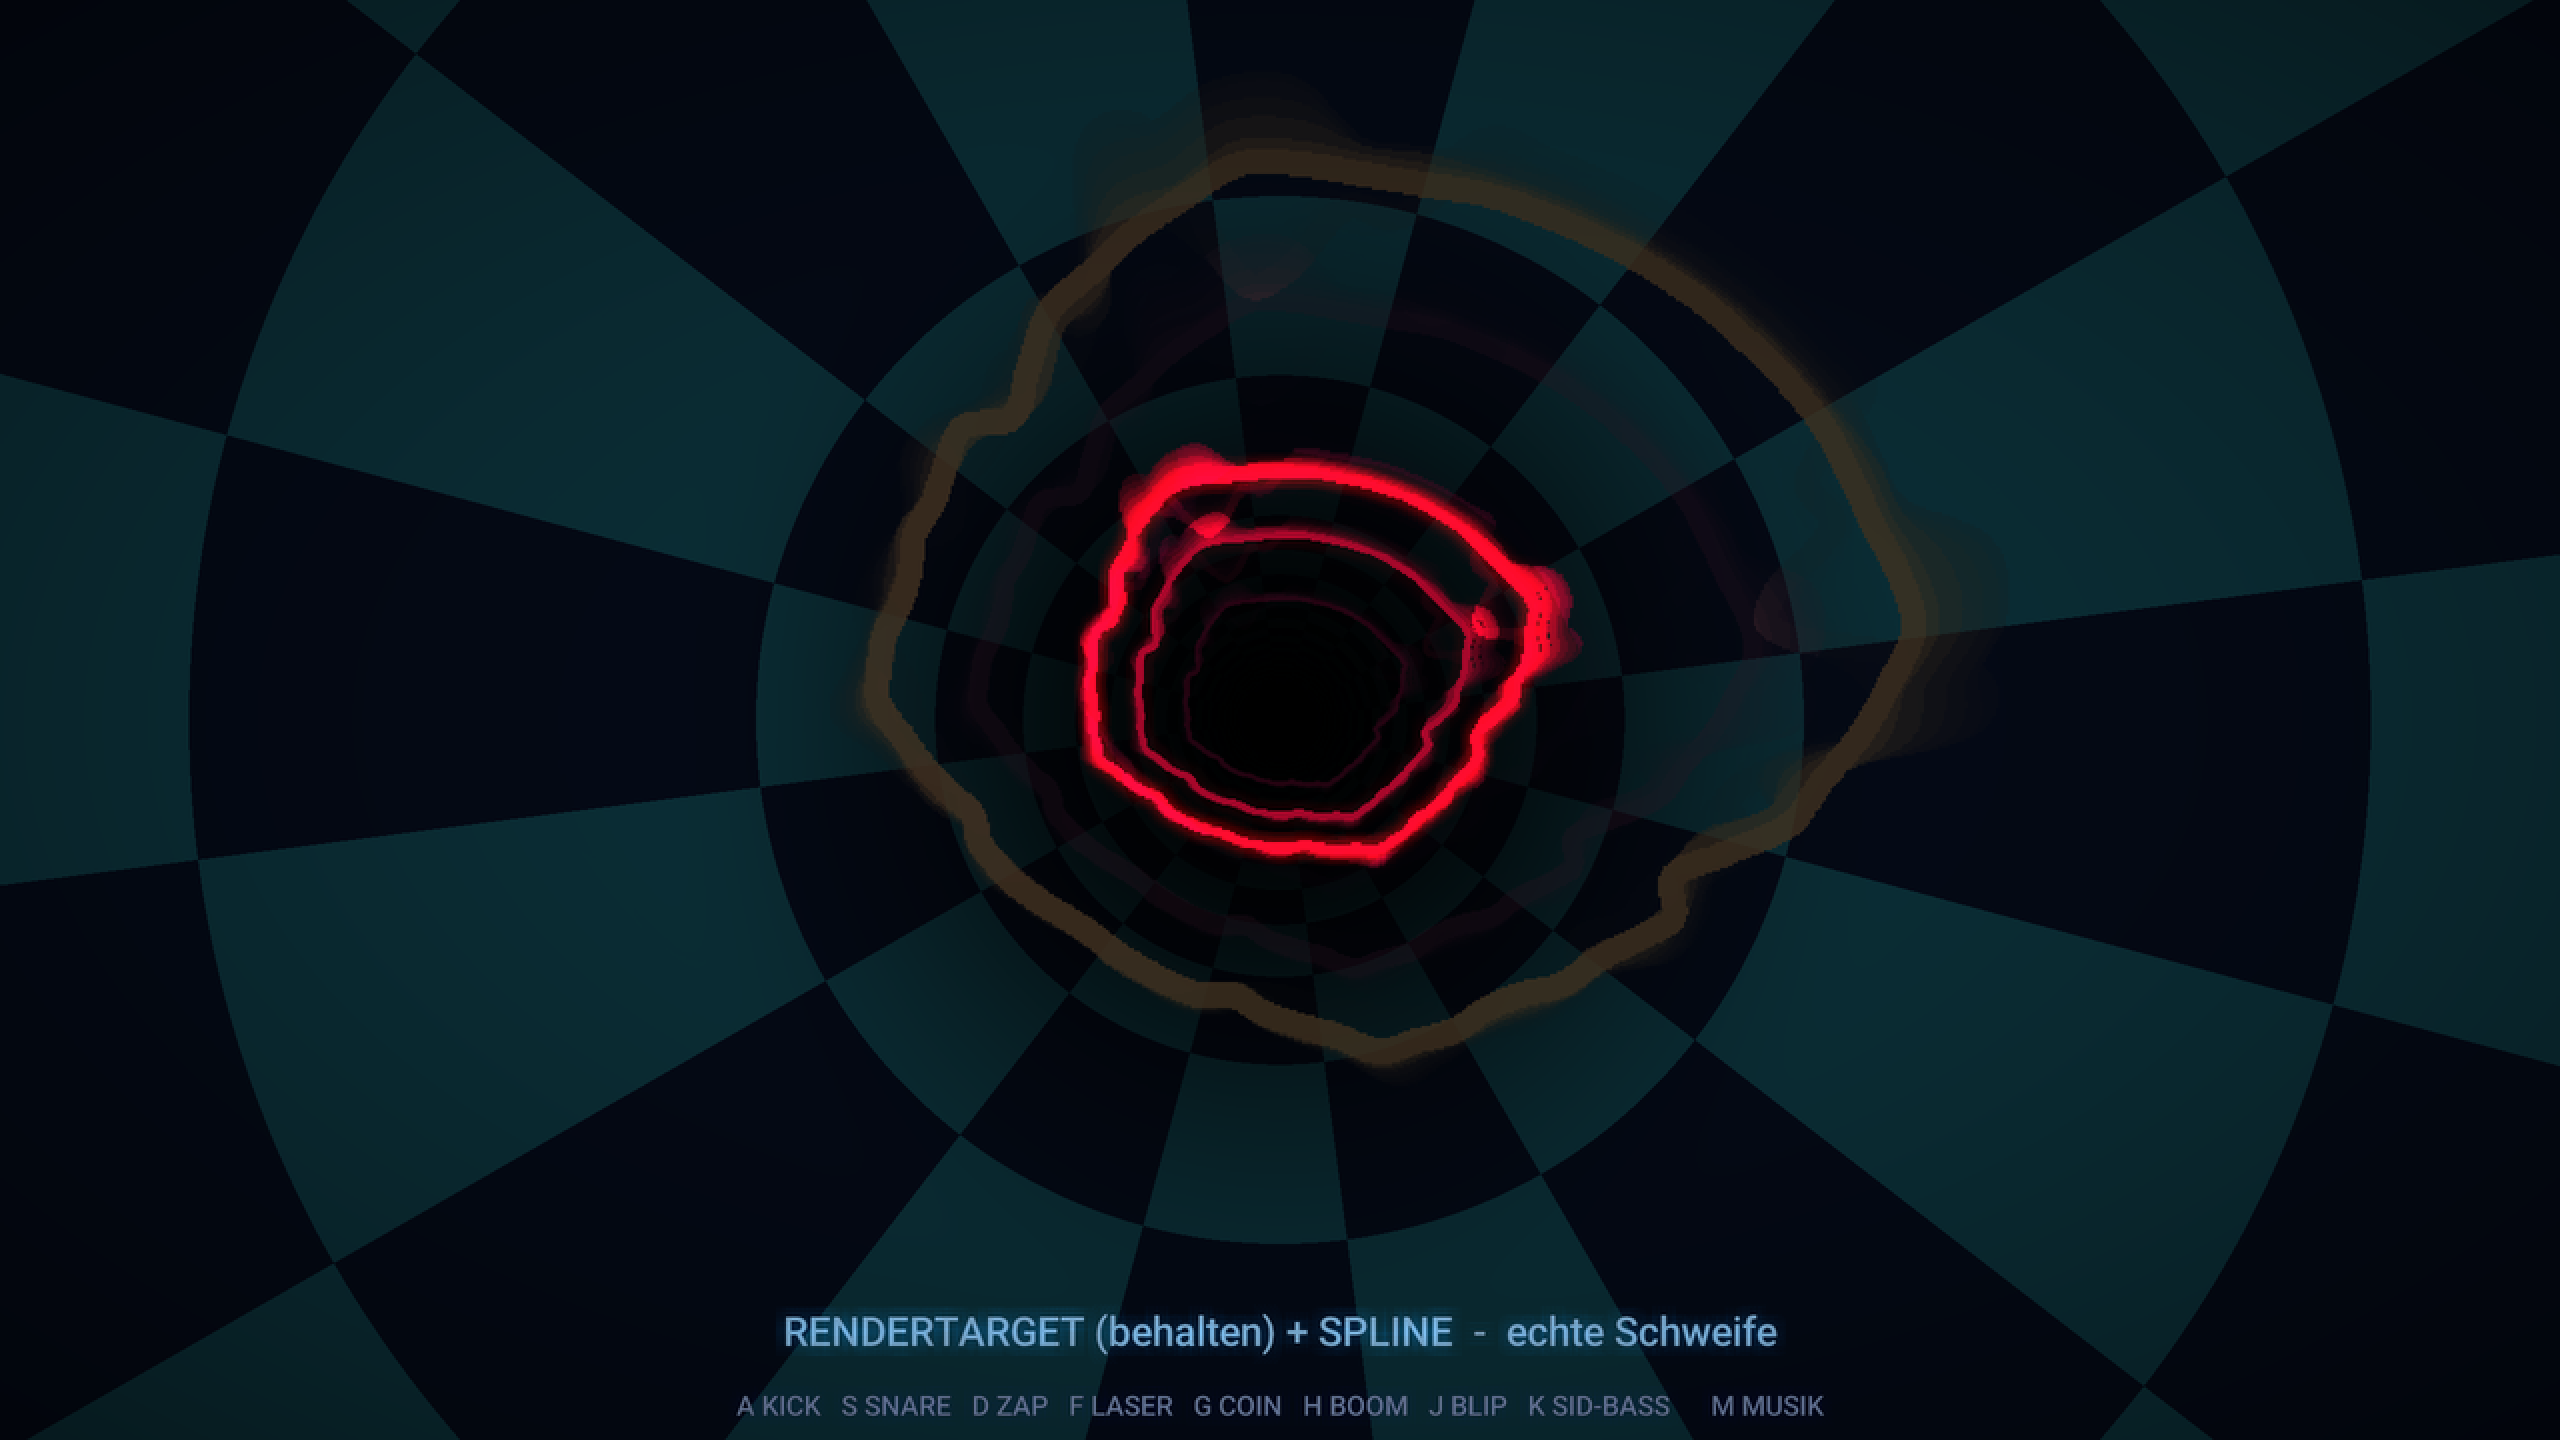 RENDERTARGET (behalten) + SPLINE - echte Schweife
A KICK S SNARE D ZAP F LASER G COIN H BOOM J BLIP K SID-BASS M MUSIK